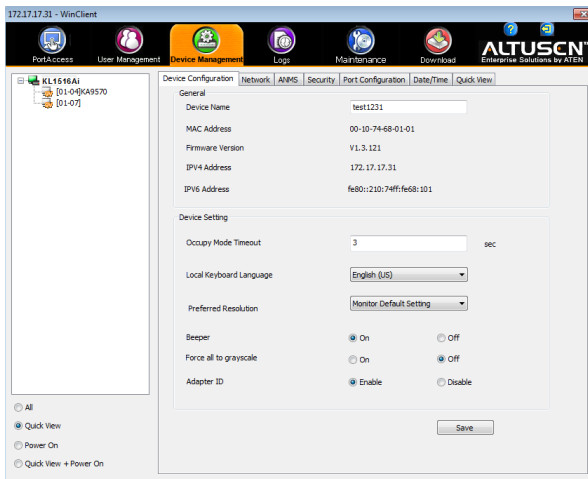 172.17.17.31 - WinClient
PortAccess User Management Device Management Logs Maintenance Download
ALTUSCN
Enterprise Solutions by ATEN
KL1516Ai
[01-04]KA9570
[01-07]
Device Configuration Network ANMS Security Port Configuration Date/Time Quick View
General
Device Name test1231
MAC Address 00-10-74-68-01-01
Firmware Version V1.3.121
IPV4 Address 172.17.17.31
IPV6 Address fe80::210:74ff:fe68:101
Device Setting
Occupy Mode Timeout 3 sec
Local Keyboard Language English (US)
Preferred Resolution Monitor Default Setting
Beeper On Off
Force all to grayscale On Off
Adapter ID Enable Disable
Save
All
Quick View
Power On
Quick View + Power On